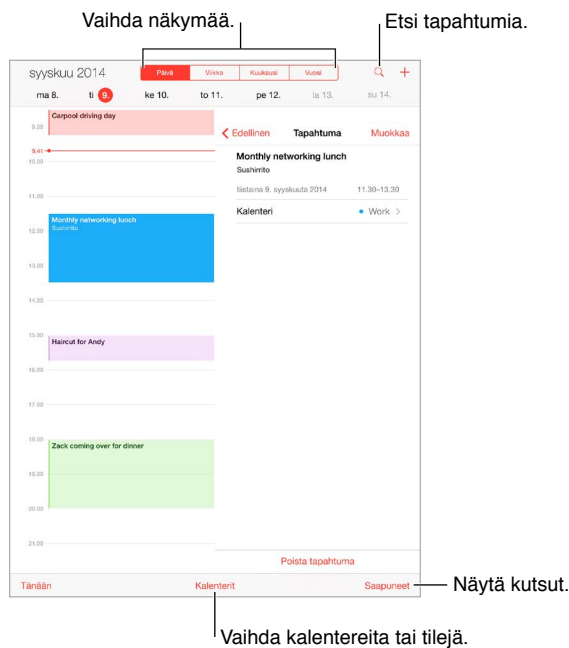 Vaihda näkymää.
Etsi tapahtumia.
syyskuu 2014
Päivä Viikko Kuukausi Vuosi
ma 8. ti 9. ke 10. to 11. pe 12. la 13. su 14.
9.00
Carpool driving day
9.41
10.00
11.00
Monthly networking lunch
Sushirrito
12.00
13.00
14.00
15.00
Haircut for Andy
16.00
17.00
18.00
Zack coming over for dinner
19.00
20.00
21.00
Edellinen Tapahtuma Muokkaa
Monthly networking lunch
Sushirrito
tiistaina 9. syyskuuta 2014 11.30–13.30
Kalenteri Work
Poista tapahtuma
Tänään Kalenterit Saapuneet
Näytä kutsut.
Vaihda kalentereita tai tilejä.